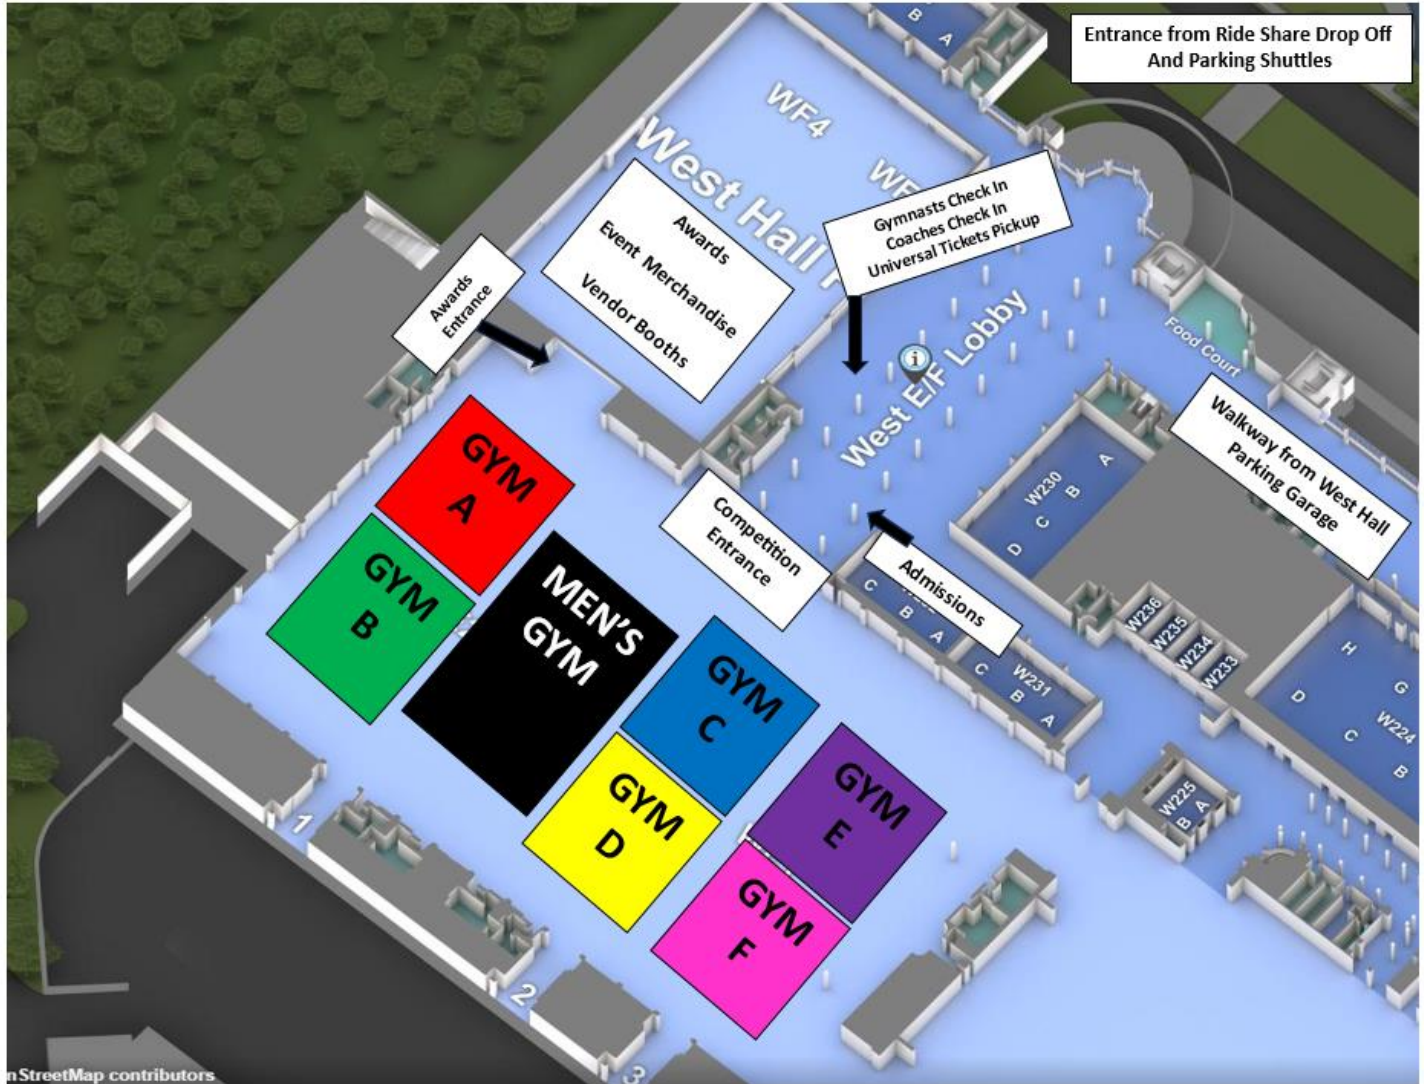 Entrance from Ride Share Drop Off
And Parking Shuttles
B
A
WF4
West Hall
Gymnasts Check In
Coaches Check In
Universal Tickets Pickup
Awards
Event Merchandise
Vendor Booths
Awards
Entrance
i
West E/F Lobby
Food Court
Walkway from West Hall
Parking Garage
Competition
Entrance
Admissions
W230
A
B
C
D
C
B
A
W231
C
B
A
W236
W235
W234
W233
H
G
D
C
W224
B
W225
B A
GYM
A
GYM
B
MEN'S
GYM
GYM
C
GYM
D
GYM
E
GYM
F
1
2
3
nStreetMap contributors